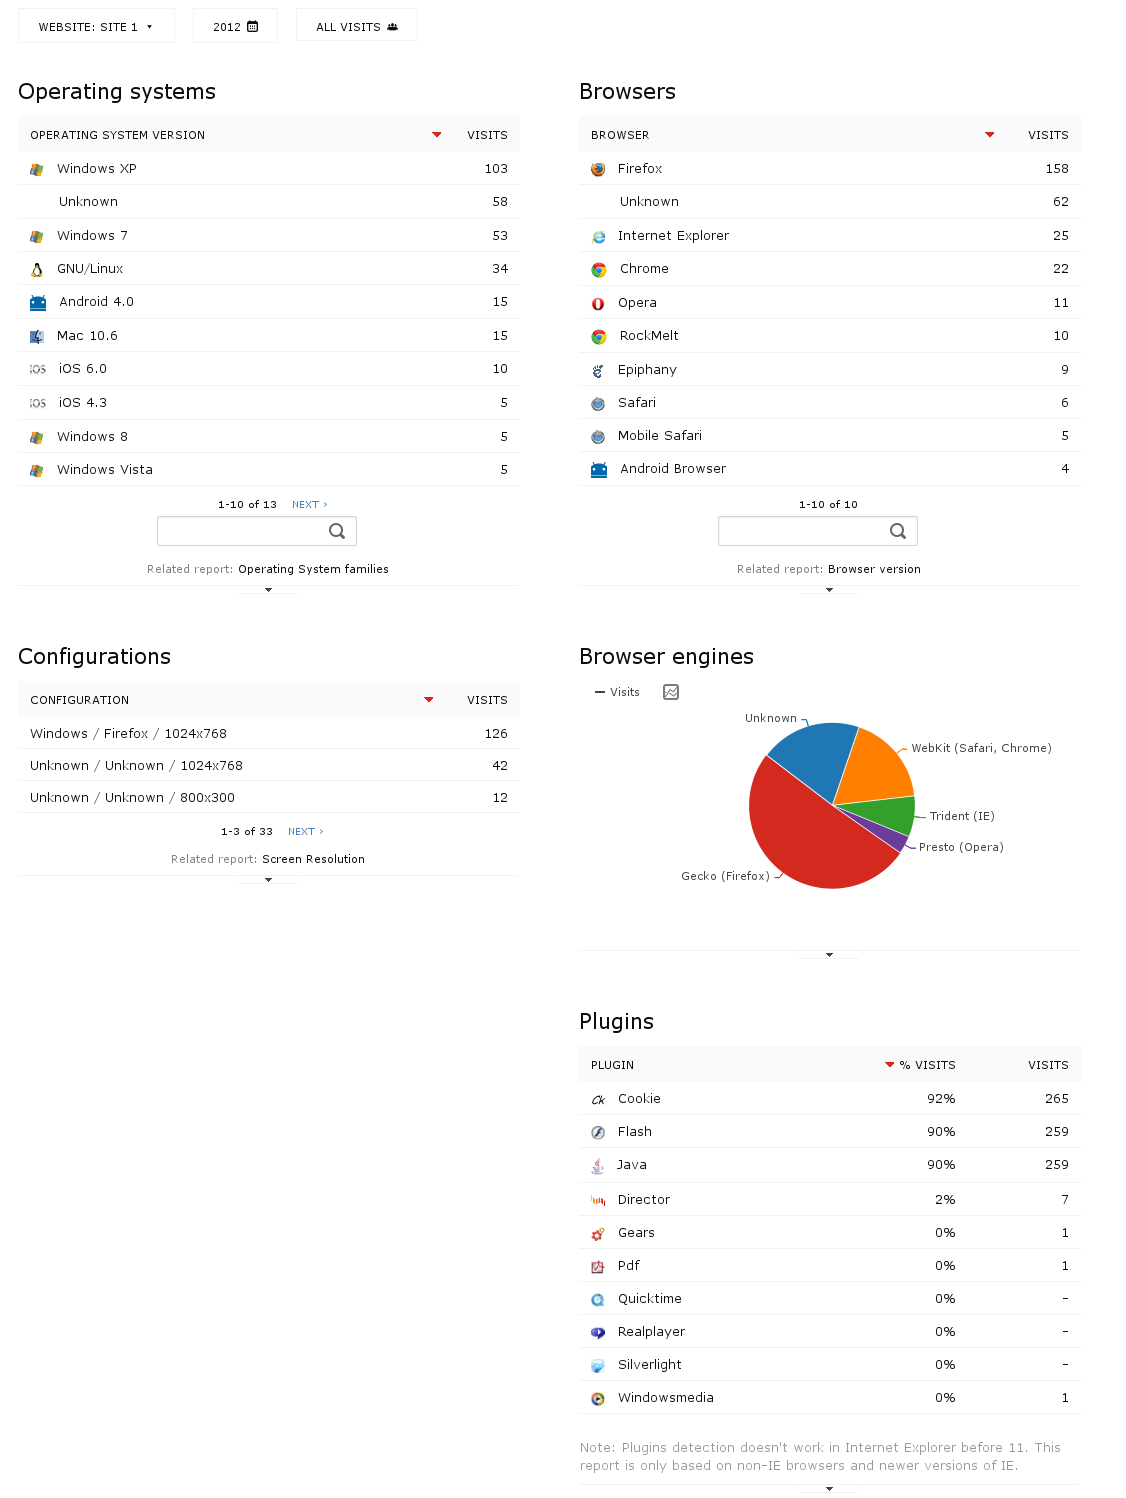 WEBSITE: SITE 1
2012
ALL VISITS
Operating systems
OPERATING SYSTEM VERSION VISITS
Windows XP 103
Unknown 58
Windows 7 53
GNU/Linux 34
Android 4.0 15
Mac 10.6 15
iOS iOS 6.0 10
iOS iOS 4.3 5
Windows 8 5
Windows Vista 5
1-10 of 13 NEXT ›
Related report: Operating System families
Browsers
BROWSER VISITS
Firefox 158
Unknown 62
Internet Explorer 25
Chrome 22
Opera 11
RockMelt 10
Epiphany 9
Safari 6
Mobile Safari 5
Android Browser 4
1-10 of 10
Related report: Browser version
Configurations
CONFIGURATION VISITS
Windows / Firefox / 1024x768 126
Unknown / Unknown / 1024x768 42
Unknown / Unknown / 800x300 12
1-3 of 33 NEXT ›
Related report: Screen Resolution
Browser engines
Visits
Unknown
WebKit (Safari, Chrome)
Trident (IE)
Presto (Opera)
Gecko (Firefox)
Plugins
PLUGIN % VISITS VISITS
Ck Cookie 92% 265
Flash 90% 259
Java 90% 259
Director 2% 7
Gears 0% 1
Pdf 0% 1
Quicktime 0% -
Realplayer 0% -
Silverlight 0% -
Windowsmedia 0% 1
Note: Plugins detection doesn't work in Internet Explorer before 11. This
report is only based on non-IE browsers and newer versions of IE.